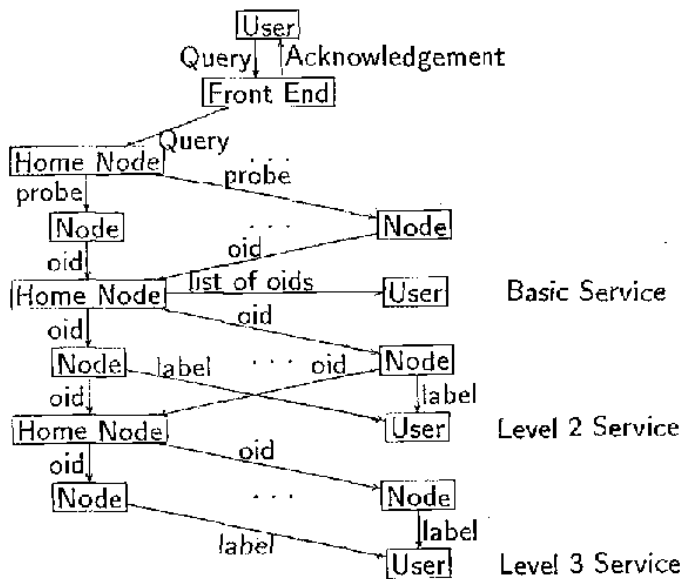 User
Query Acknowledgement
Front End
Query
Home Node . . .
probe probe
Node . . . Node
oid oid
Home Node list of oids User Basic Service
oid oid
Node label . . . oid Node
oid label
Home Node User Level 2 Service
oid oid
Node . . . Node
label label
User Level 3 Service